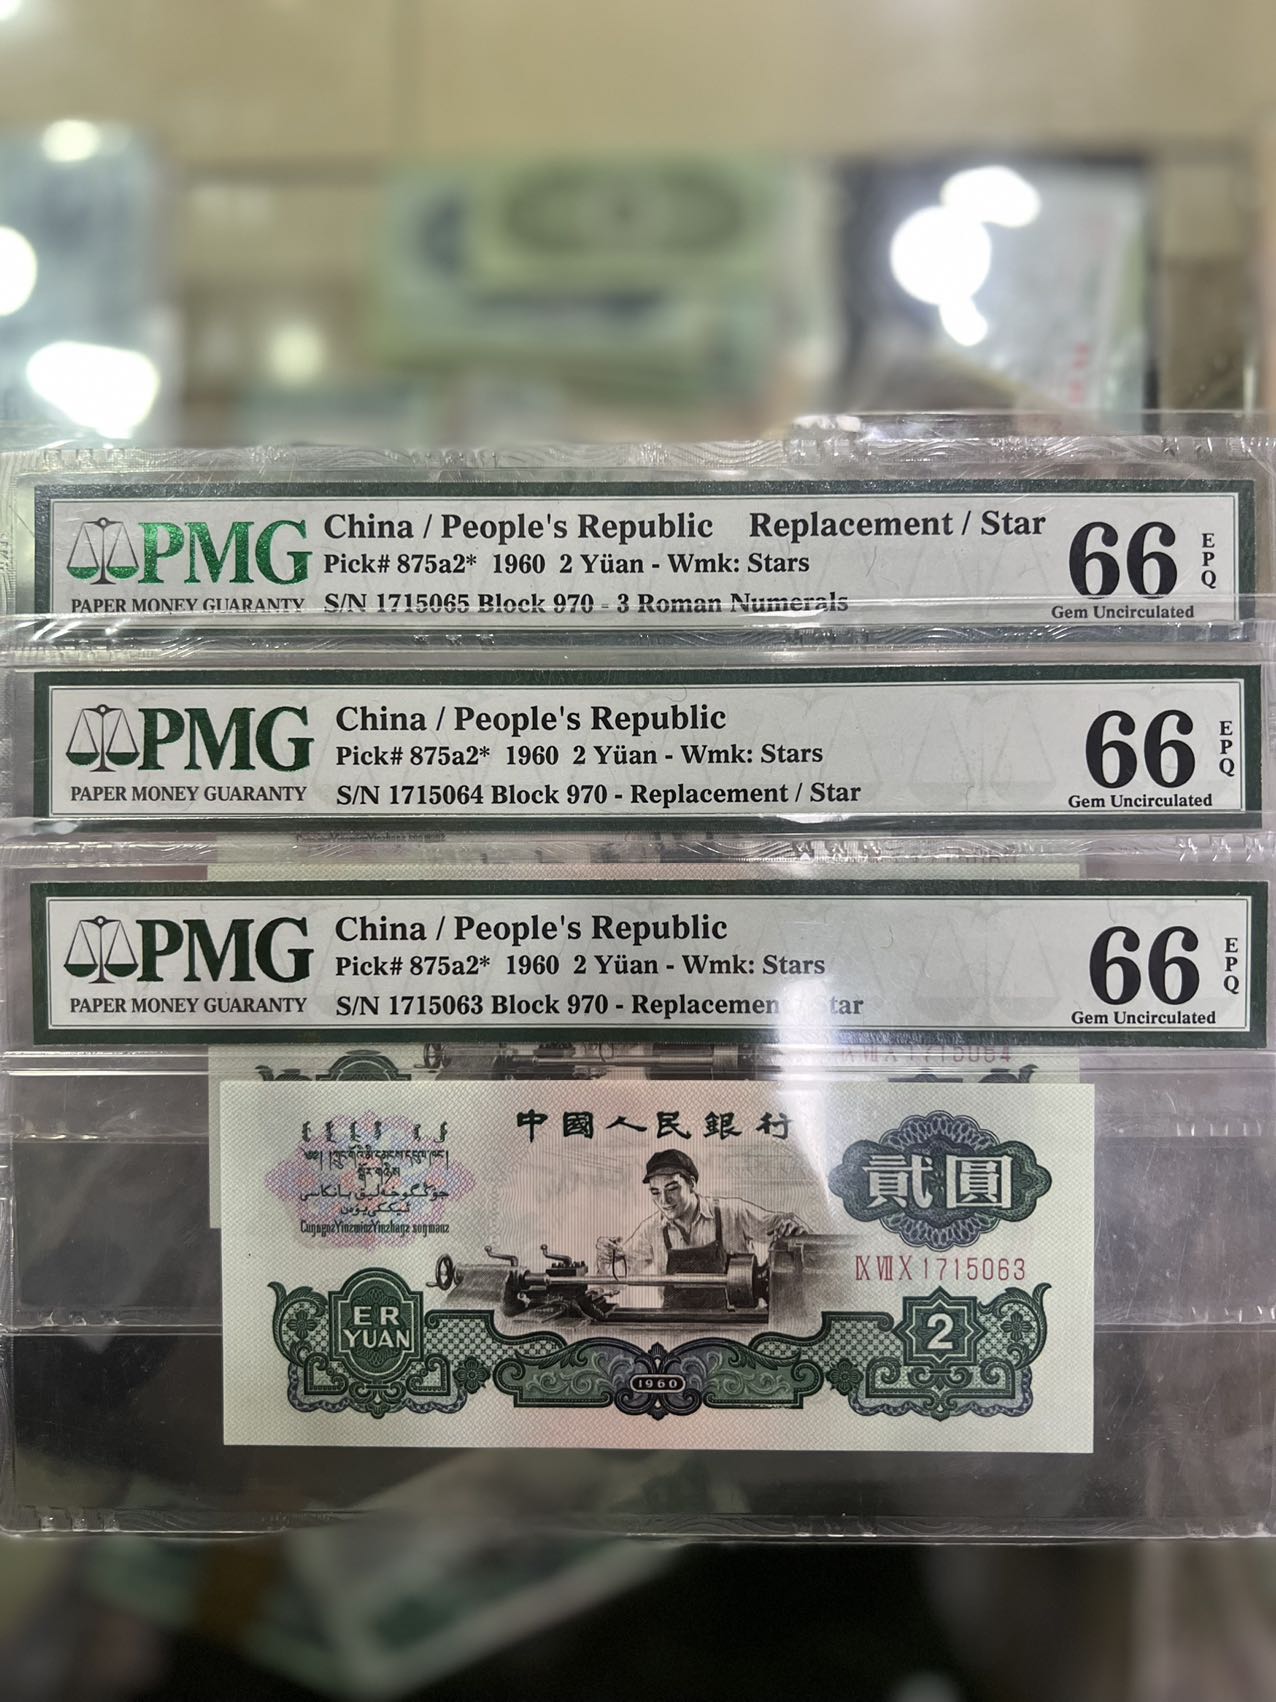 PMG
PAPER MONEY GUARANTY
China / People's Republic Replacement / Star
Pick# 875a2* 1960 2 Yüan - Wmk: Stars
S/N 1715065 Block 970 - 3 Roman Numerals
66
EPQ
Gem Uncirculated
PMG
PAPER MONEY GUARANTY
China / People's Republic
Pick# 875a2* 1960 2 Yüan - Wmk: Stars
S/N 1715064 Block 970 - Replacement / Star
66
EPQ
Gem Uncirculated
PMG
PAPER MONEY GUARANTY
China / People's Republic
Pick# 875a2* 1960 2 Yüan - Wmk: Stars
S/N 1715063 Block 970 - Replacemen Star
66
EPQ
Gem Uncirculated
IX VII X 1715064
中國人民銀行
貳圓
CuŋƣgozYinzminzYinzhaŋz
IX VII X 1715063
ER
YUAN
2
1960